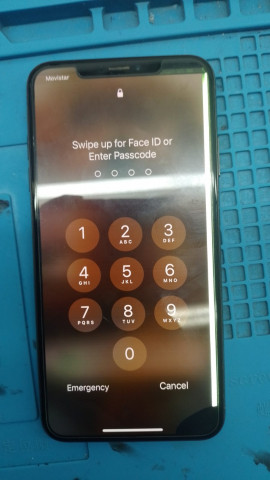 Movistar
Swipe up for Face ID or
Enter Passcode
1 2 3
ABC DEF
4 5 6
GHI JKL MNO
7 8 9
PQRS TUV WXYZ
0
Emergency Cancel